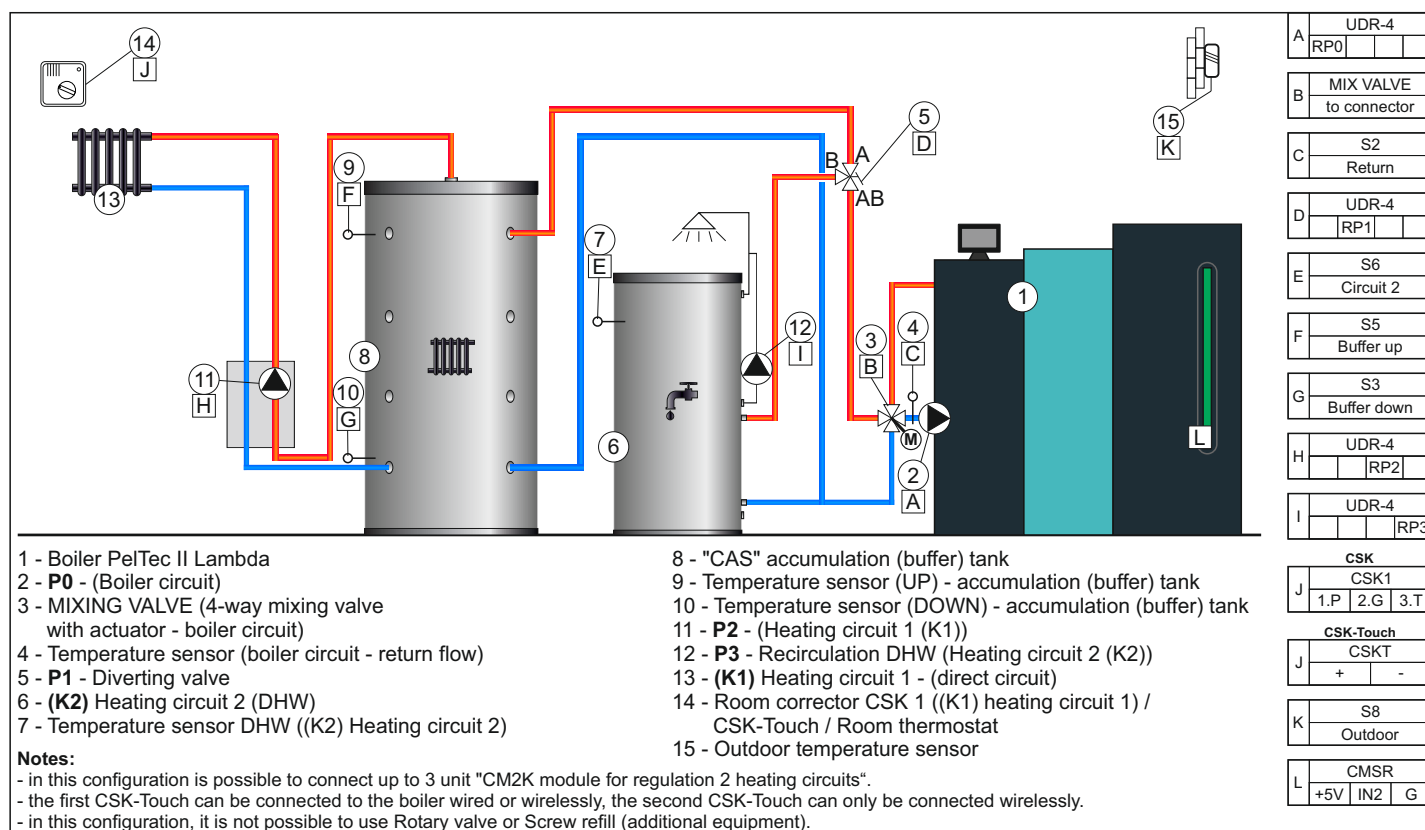 14
J
13
11
H
9
F
8
10
G
7
E
6
12
I
B
A
AB
5
D
15
K
3
B
4
C
M
2
A
1
L
1 - Boiler PelTec II Lambda
2 - P0 - (Boiler circuit)
3 - MIXING VALVE (4-way mixing valve
with actuator - boiler circuit)
4 - Temperature sensor (boiler circuit - return flow)
5 - P1 - Diverting valve
6 - (K2) Heating circuit 2 (DHW)
7 - Temperature sensor DHW ((K2) Heating circuit 2)
8 - "CAS" accumulation (buffer) tank
9 - Temperature sensor (UP) - accumulation (buffer) tank
10 - Temperature sensor (DOWN) - accumulation (buffer) tank
11 - P2 - (Heating circuit 1 (K1))
12 - P3 - Recirculation DHW (Heating circuit 2 (K2))
13 - (K1) Heating circuit 1 - (direct circuit)
14 - Room corrector CSK 1 ((K1) heating circuit 1) /
CSK-Touch / Room thermostat
15 - Outdoor temperature sensor
Notes:
- in this configuration is possible to connect up to 3 unit "CM2K module for regulation 2 heating circuits“.
- the first CSK-Touch can be connected to the boiler wired or wirelessly, the second CSK-Touch can only be connected wirelessly.
- in this configuration, it is not possible to use Rotary valve or Screw refill (additional equipment).
A UDR-4
RP0
B MIX VALVE
to connector
C S2
Return
D UDR-4
RP1
E S6
Circuit 2
F S5
Buffer up
G S3
Buffer down
H UDR-4
RP2
I UDR-4
RP3
CSK
J CSK1
1.P 2.G 3.T
CSK-Touch
J CSKT
+ -
K S8
Outdoor
L CMSR
+5V IN2 G